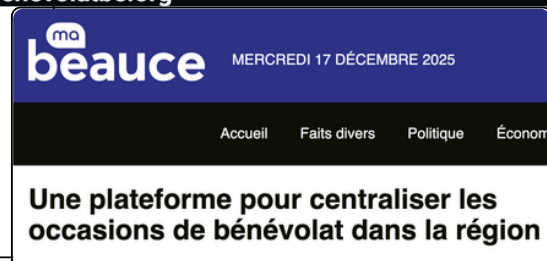 ma
beauce
MERCREDI 17 DÉCEMBRE 2025
Accueil Faits divers Politique Économ
Une plateforme pour centraliser les
occasions de bénévolat dans la région